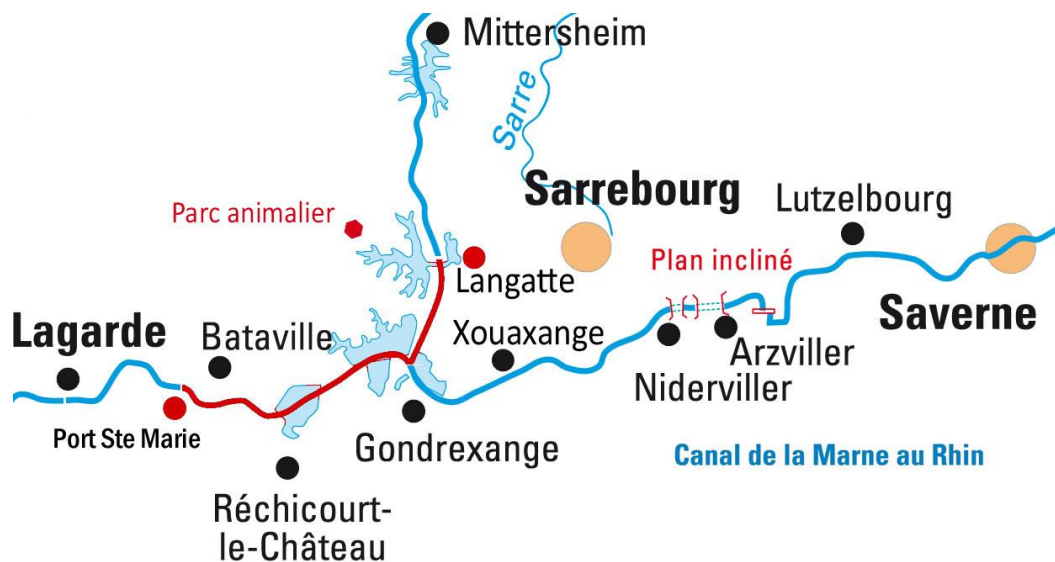 Mittersheim
Sarre
Sarrebourg
Lutzelbourg
Parc animalier
Plan incliné
Langatte
Saverne
Lagarde
Bataville
Xouaxange
Arzviller
Niderviller
Port Ste Marie
Gondrexange
Canal de la Marne au Rhin
Réchicourt-
le-Château